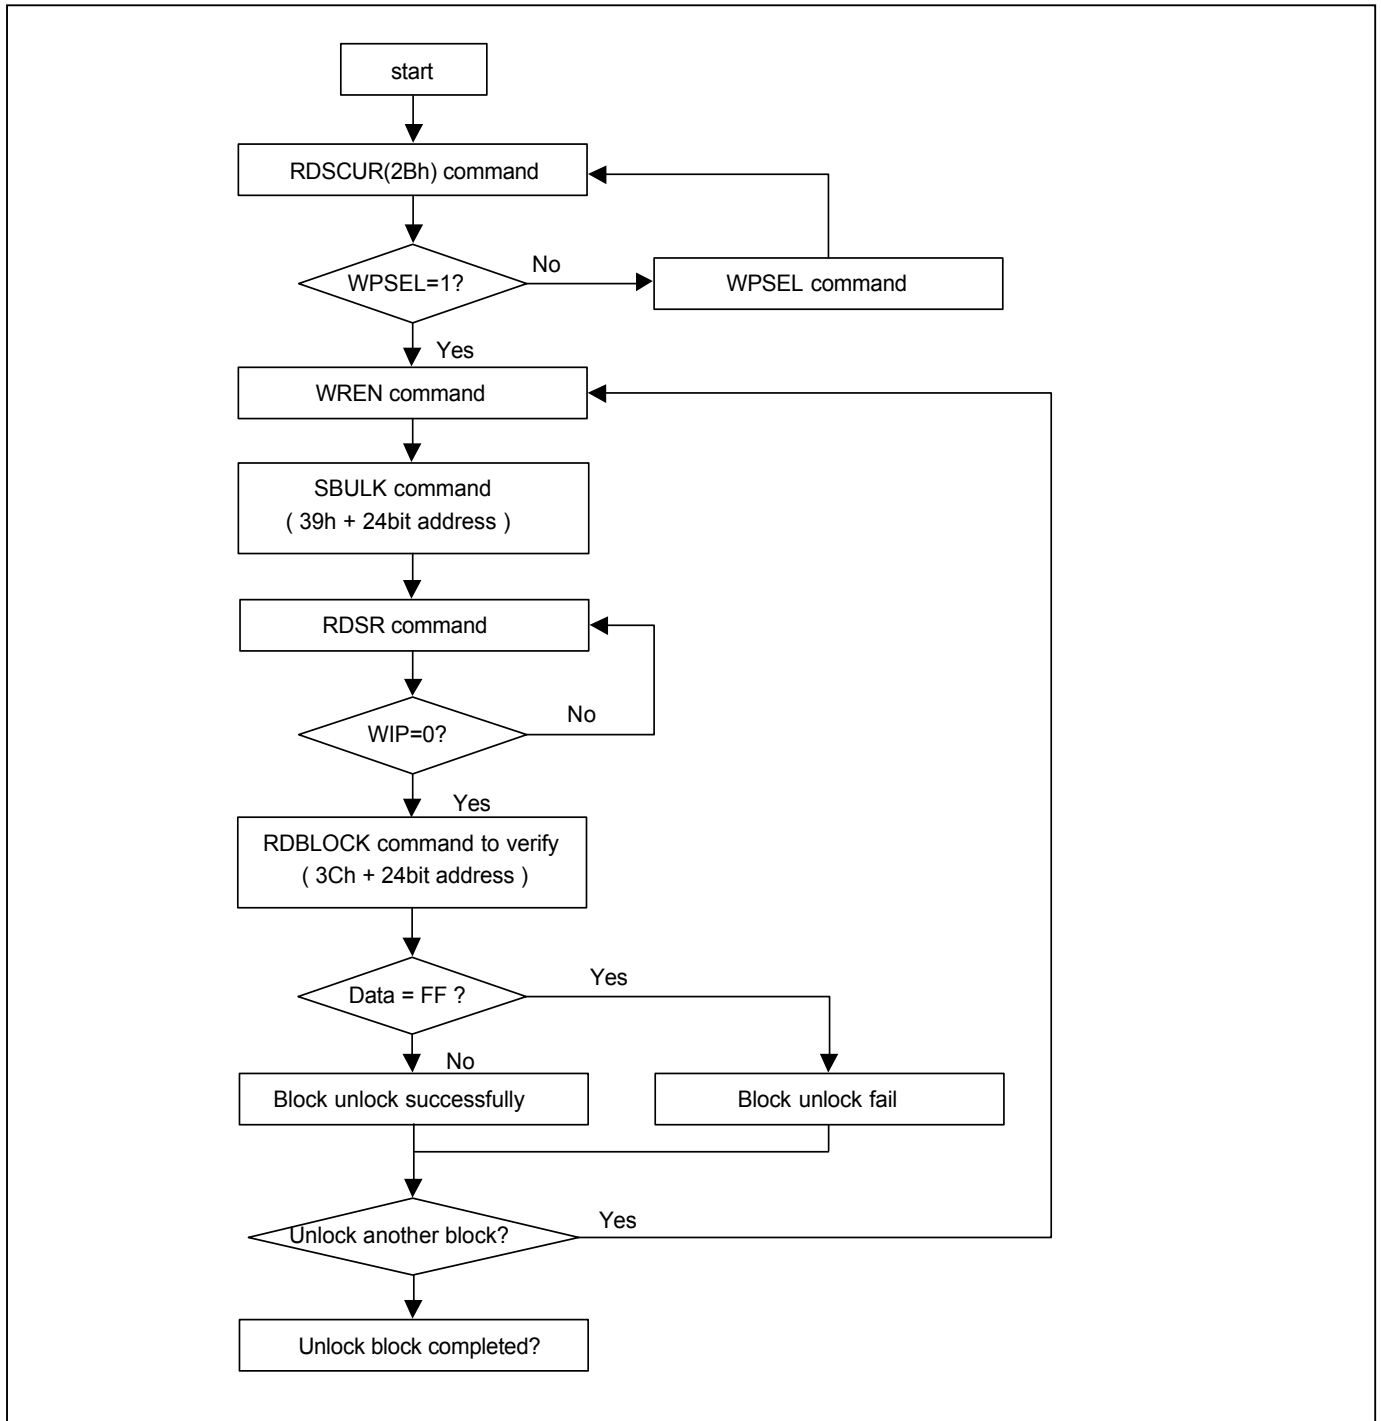 start
RDSCUR(2Bh) command
WPSEL=1?
No
WPSEL command
Yes
WREN command
SBULK command
( 39h + 24bit address )
RDSR command
WIP=0?
No
Yes
RDBLOCK command to verify
( 3Ch + 24bit address )
Data = FF ?
Yes
No
Block unlock successfully
Block unlock fail
Unlock another block?
Yes
Unlock block completed?